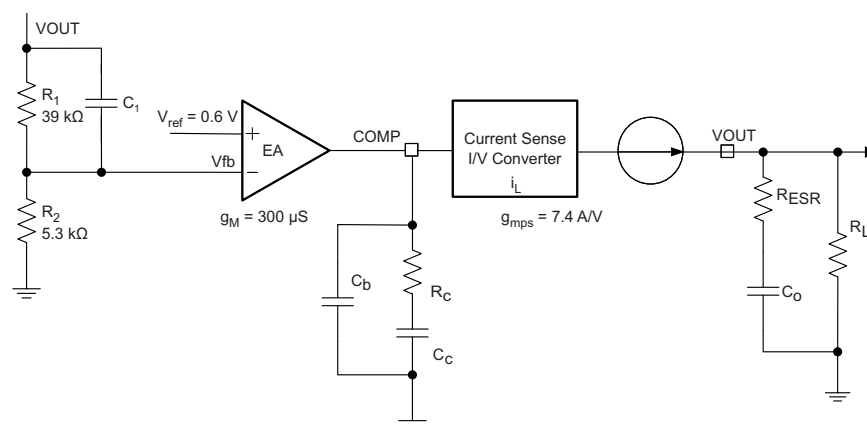 VOUT
R1
39 kΩ
C1
R2
5.3 kΩ
Vref = 0.6 V
Vfb
+
EA
−
gM = 300 µS
COMP
Cb
Rc
Cc
Current Sense
I/V Converter
iL
gmps = 7.4 A/V
VOUT
RESR
Co
RL